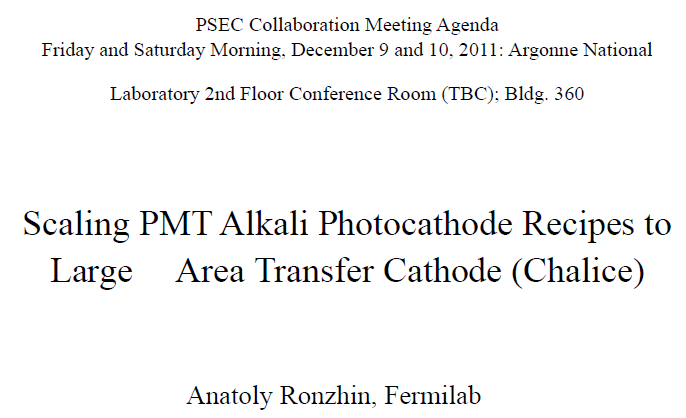 PSEC Collaboration Meeting Agenda
Friday and Saturday Morning, December 9 and 10, 2011: Argonne National
Laboratory 2nd Floor Conference Room (TBC); Bldg. 360
Scaling PMT Alkali Photocathode Recipes to
Large Area Transfer Cathode (Chalice)
Anatoly Ronzhin, Fermilab